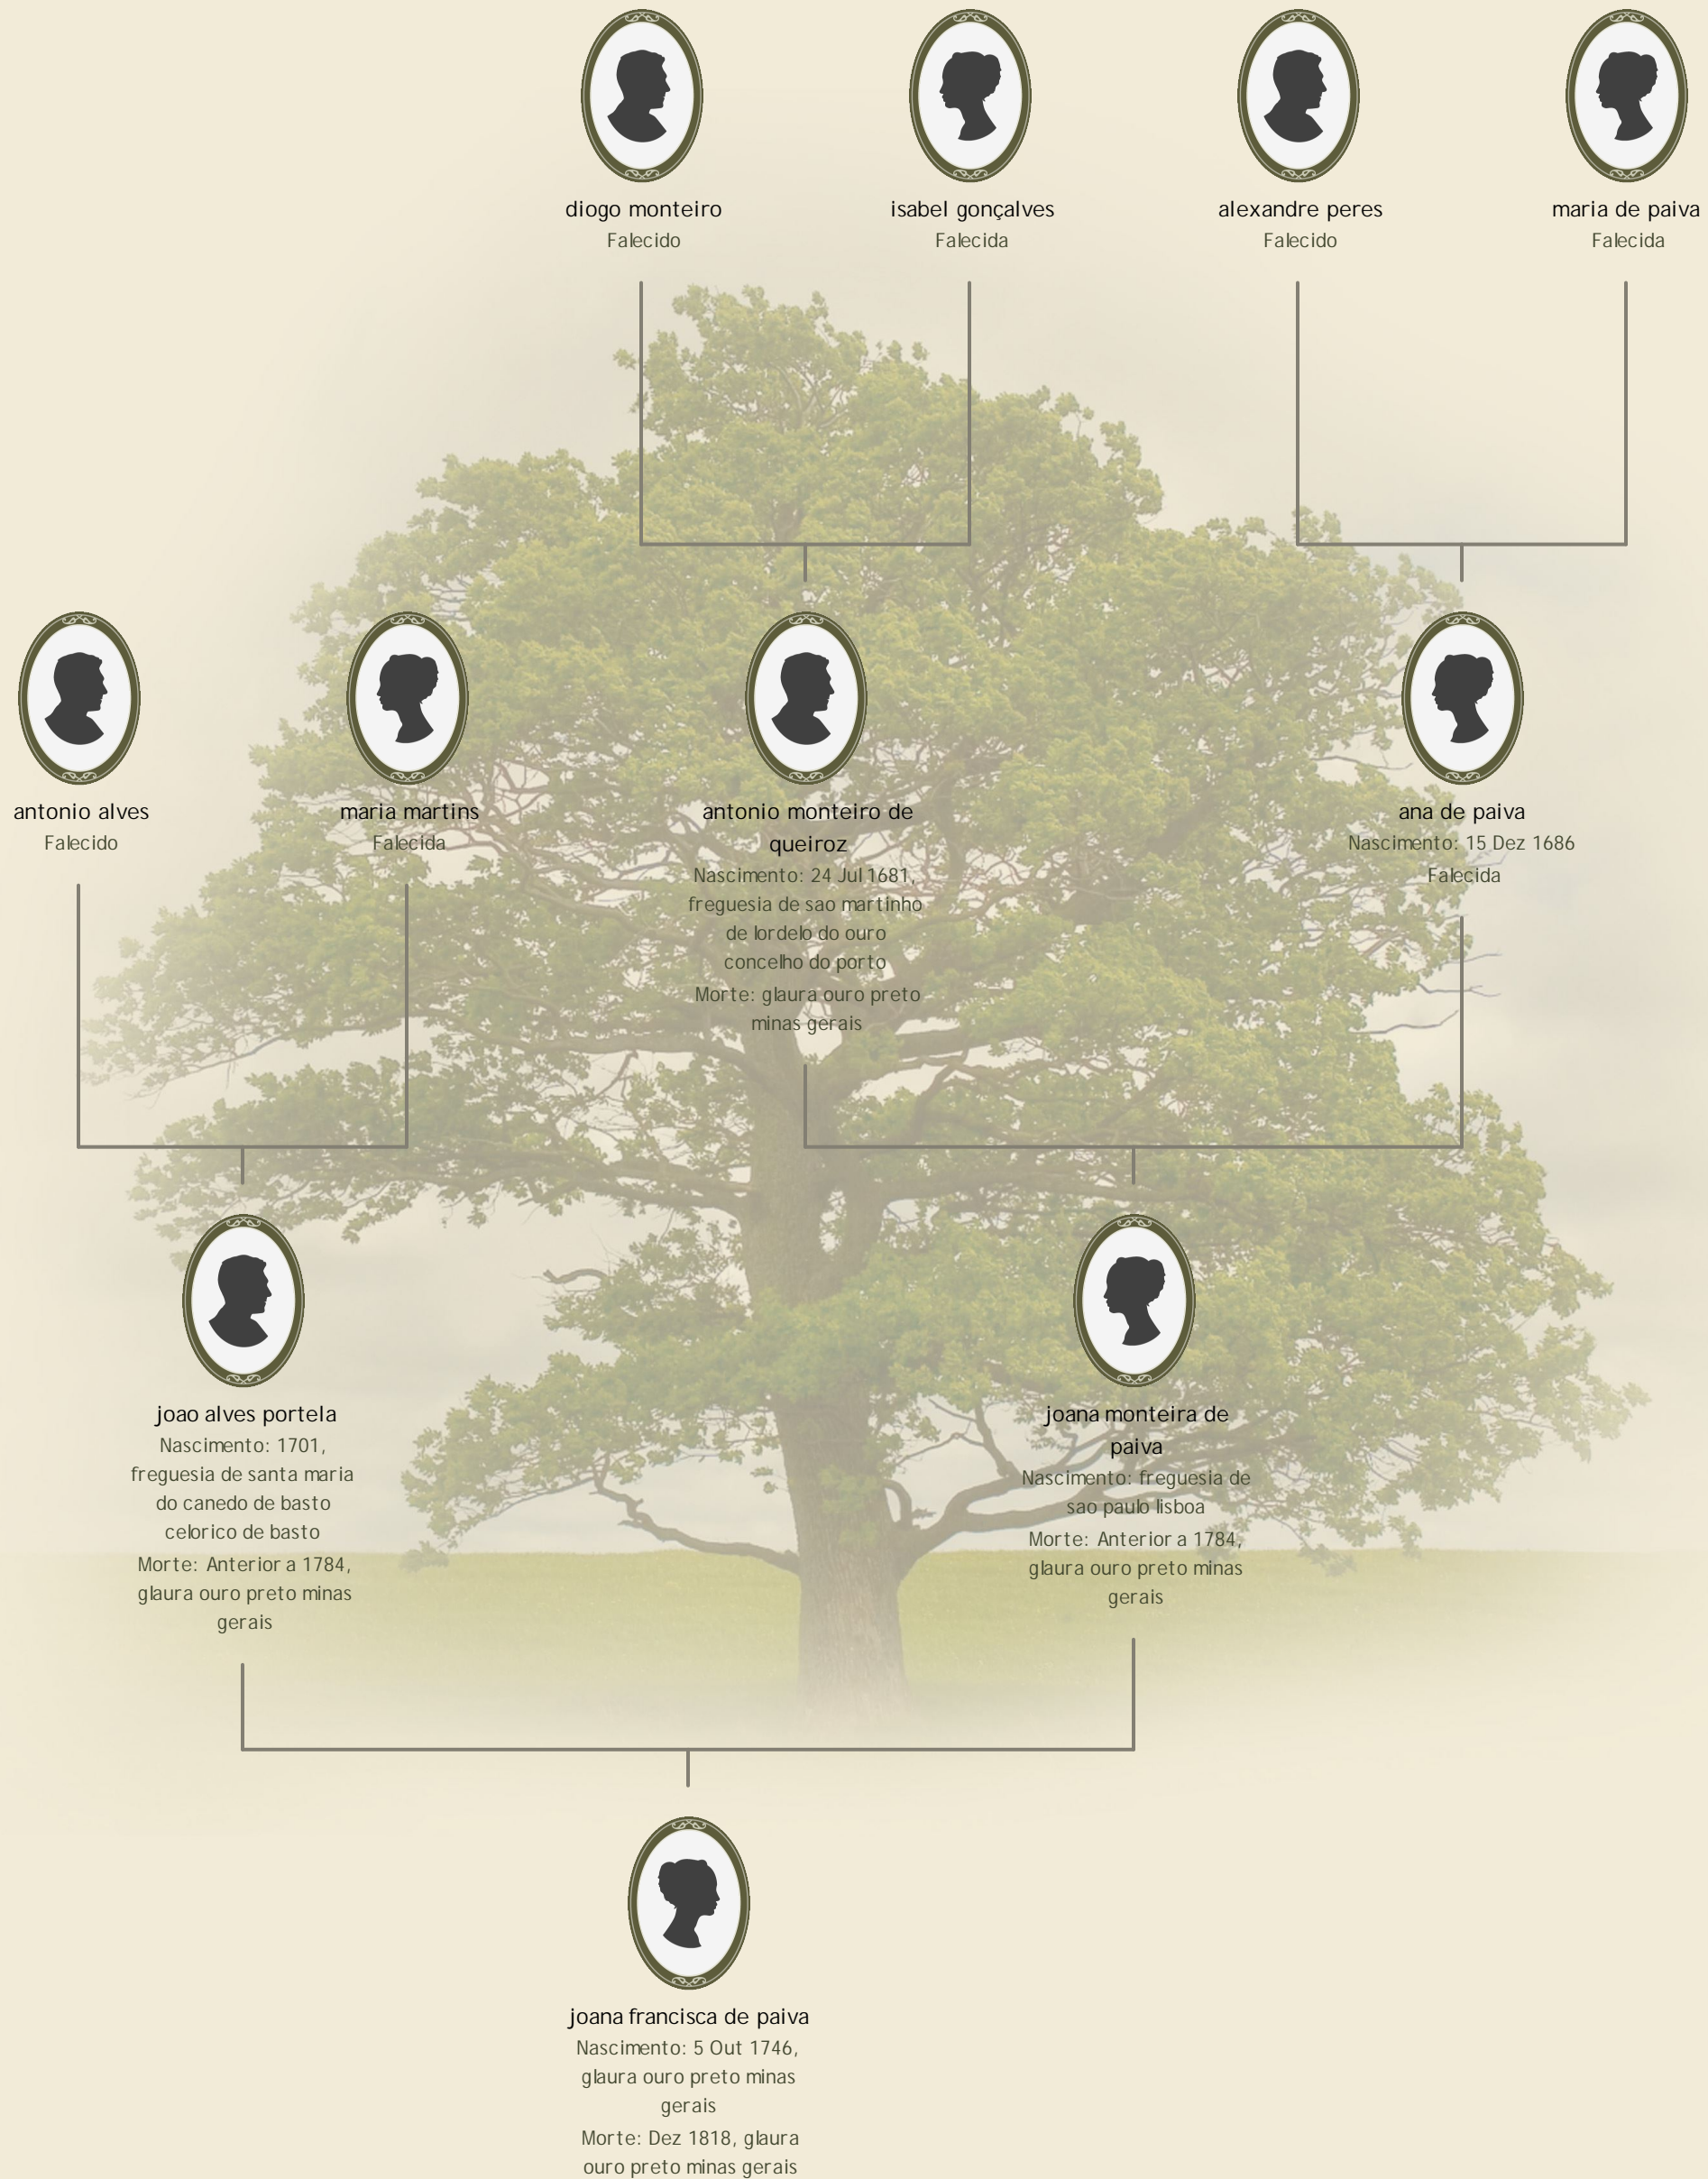 diogo monteiro
Falecido
isabel gonçalves
Falecida
alexandre peres
Falecido
maria de paiva
Falecida
antonio alves
Falecido
maria martins
Falecida
antonio monteiro de
queiroz
Nascimento: 24 Jul 1681,
freguesia de sao martinho
de lordelo do ouro
concelho do porto
Morte: glaura ouro preto
minas gerais
ana de paiva
Nascimento: 15 Dez 1686
Falecida
joao alves portela
Nascimento: 1701,
freguesia de santa maria
do canedo de basto
celorico de basto
Morte: Anterior a 1784,
glaura ouro preto minas
gerais
joana monteira de
paiva
Nascimento: freguesia de
sao paulo lisboa
Morte: Anterior a 1784,
glaura ouro preto minas
gerais
joana francisca de paiva
Nascimento: 5 Out 1746,
glaura ouro preto minas
gerais
Morte: Dez 1818, glaura
ouro preto minas gerais